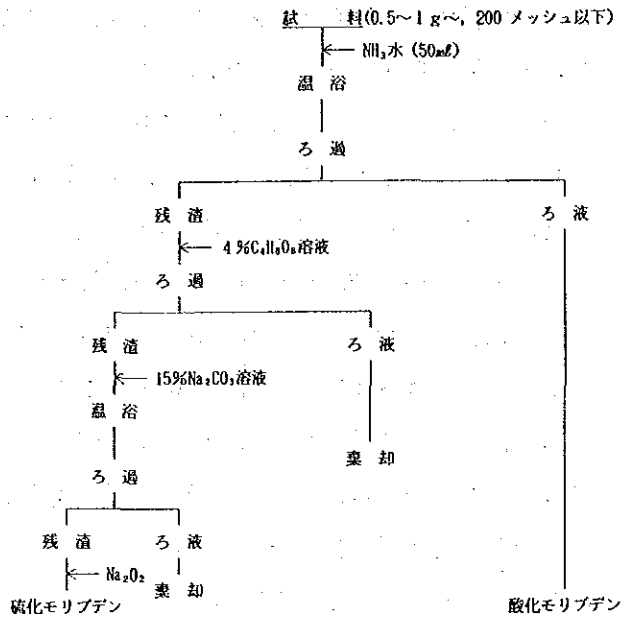 試　料(0.5～1 g～, 200 メッシュ以下)
NH₃水 (50ml)
温 浴
ろ 過
残 渣　ろ 液
4 %C₄H₆O₆溶液
ろ 過
残 渣　ろ 液
15%Na₂CO₃溶液
温 浴
棄 却
ろ 過
残 渣　ろ 液
Na₂O₂
棄 却
硫化モリブデン　酸化モリブデン